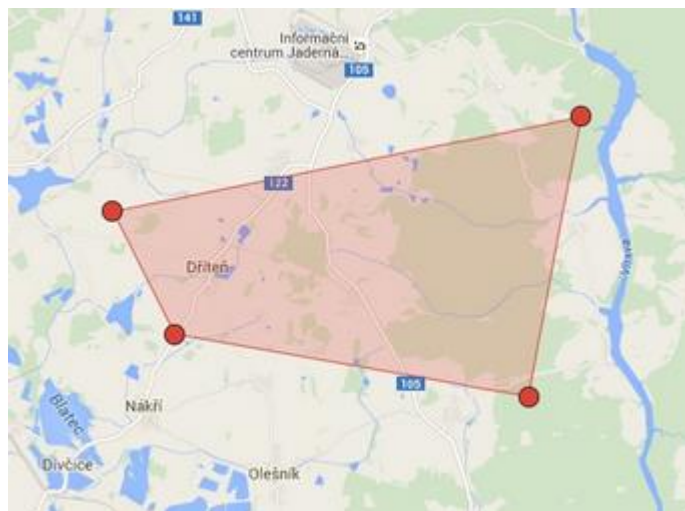 141
Informační
centrum Jaderná...
105
122
Dříteň
Vltava
105
Nákří
Blatec
Dívčice
Olešník